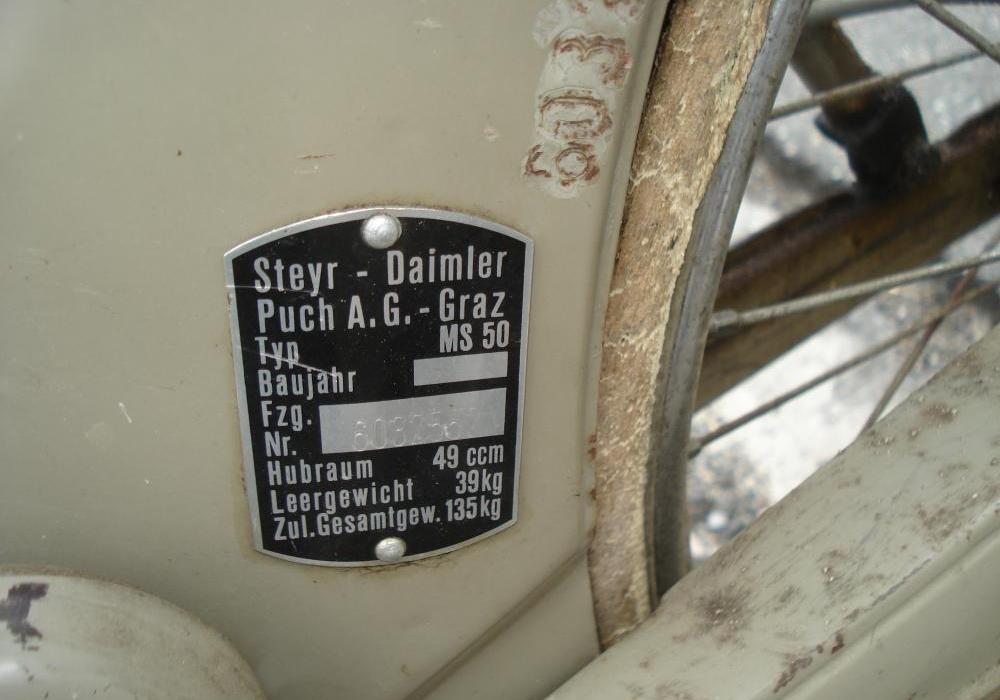 Steyr - Daimler
Puch A.G. - Graz
Typ MS 50
Baujahr
Fzg.
Nr.
Hubraum 49 ccm
Leergewicht 39kg
Zul.Gesamtgew. 135kg